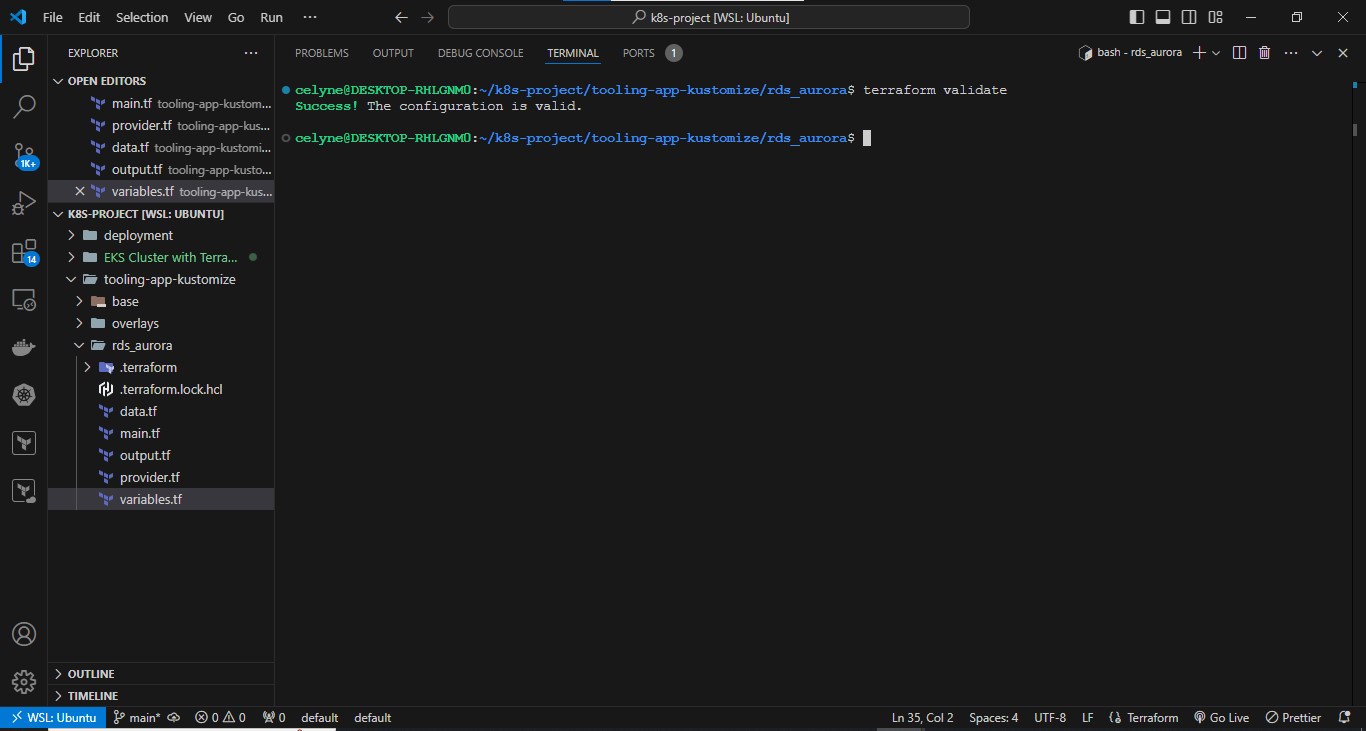 File Edit Selection View Go Run ···
k8s-project [WSL: Ubuntu]
EXPLORER ···
PROBLEMS OUTPUT DEBUG CONSOLE TERMINAL PORTS 1
bash - rds_aurora
OPEN EDITORS
main.tf tooling-app-kustom...
provider.tf tooling-app-kus...
data.tf tooling-app-kustomi...
output.tf tooling-app-kusto...
variables.tf tooling-app-kus...
K8S-PROJECT [WSL: UBUNTU]
deployment
EKS Cluster with Terra...
tooling-app-kustomize
base
overlays
rds_aurora
.terraform
.terraform.lock.hcl
data.tf
main.tf
output.tf
provider.tf
variables.tf
OUTLINE
TIMELINE
1K+
14
celyne@DESKTOP-RHLGNM0:~/k8s-project/tooling-app-kustomize/rds_aurora$ terraform validate
Success! The configuration is valid.
celyne@DESKTOP-RHLGNM0:~/k8s-project/tooling-app-kustomize/rds_aurora$
WSL: Ubuntu main* 0 0 0 default default
Ln 35, Col 2 Spaces: 4 UTF-8 LF Terraform Go Live Prettier